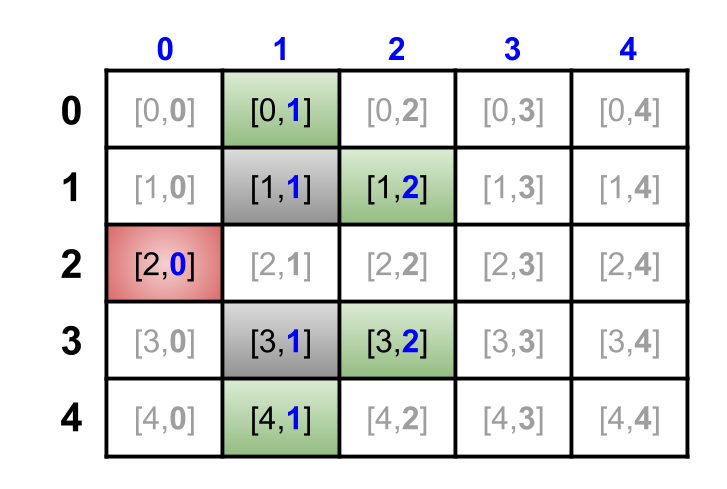 0 1 2 3 4
0 [0,0] [0,1] [0,2] [0,3] [0,4]
1 [1,0] [1,1] [1,2] [1,3] [1,4]
2 [2,0] [2,1] [2,2] [2,3] [2,4]
3 [3,0] [3,1] [3,2] [3,3] [3,4]
4 [4,0] [4,1] [4,2] [4,3] [4,4]